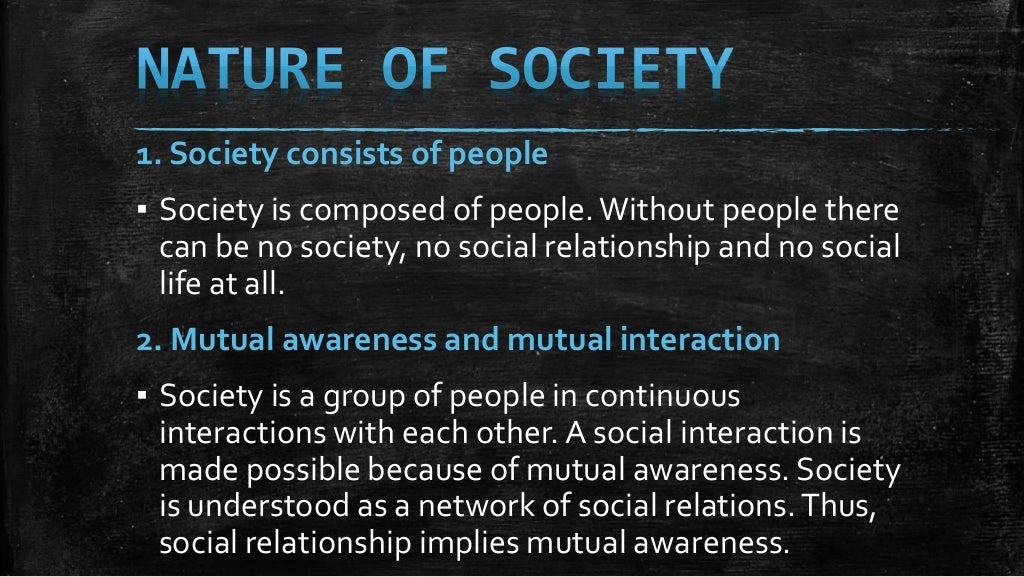 NATURE OF SOCIETY
1. Society consists of people
▪ Society is composed of people. Without people there
can be no society, no social relationship and no social
life at all.
2. Mutual awareness and mutual interaction
▪ Society is a group of people in continuous
interactions with each other. A social interaction is
made possible because of mutual awareness. Society
is understood as a network of social relations. Thus,
social relationship implies mutual awareness.